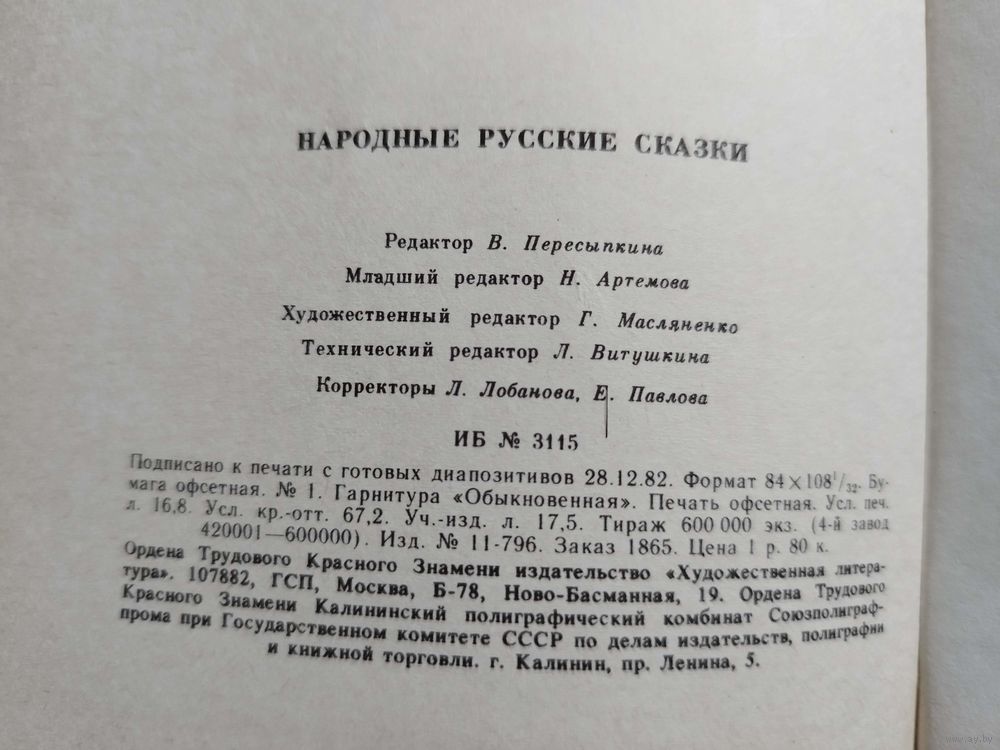 НАРОДНЫЕ РУССКИЕ СКАЗКИ
Редактор В. Пересыпкина
Младший редактор Н. Артемова
Художественный редактор Г. Масляненко
Технический редактор Л. Витушкина
Корректоры Л. Лобанова, Е. Павлова
ИБ № 3115
Подписано к печати с готовых диапозитивов 28.12.82. Формат 84×108¹/₃₂. Бу-
мага офсетная. № 1. Гарнитура «Обыкновенная». Печать офсетная. Усл. печ.
л. 16,8. Усл. кр.-отт. 67,2. Уч.-изд. л. 17,5. Тираж 600 000 экз. (4-й завод
420001—600000). Изд. № 11-796. Заказ 1865. Цена 1 р. 80 к.
Ордена Трудового Красного Знамени издательство «Художественная литера-
тура». 107882, ГСП, Москва, Б-78, Ново-Басманная, 19. Ордена Трудового
Красного Знамени Калининский полиграфический комбинат Союзполиграф-
прома при Государственном комитете СССР по делам издательств, полиграфии
и книжной торговли. г. Калинин, пр. Ленина, 5.
www.ay.by